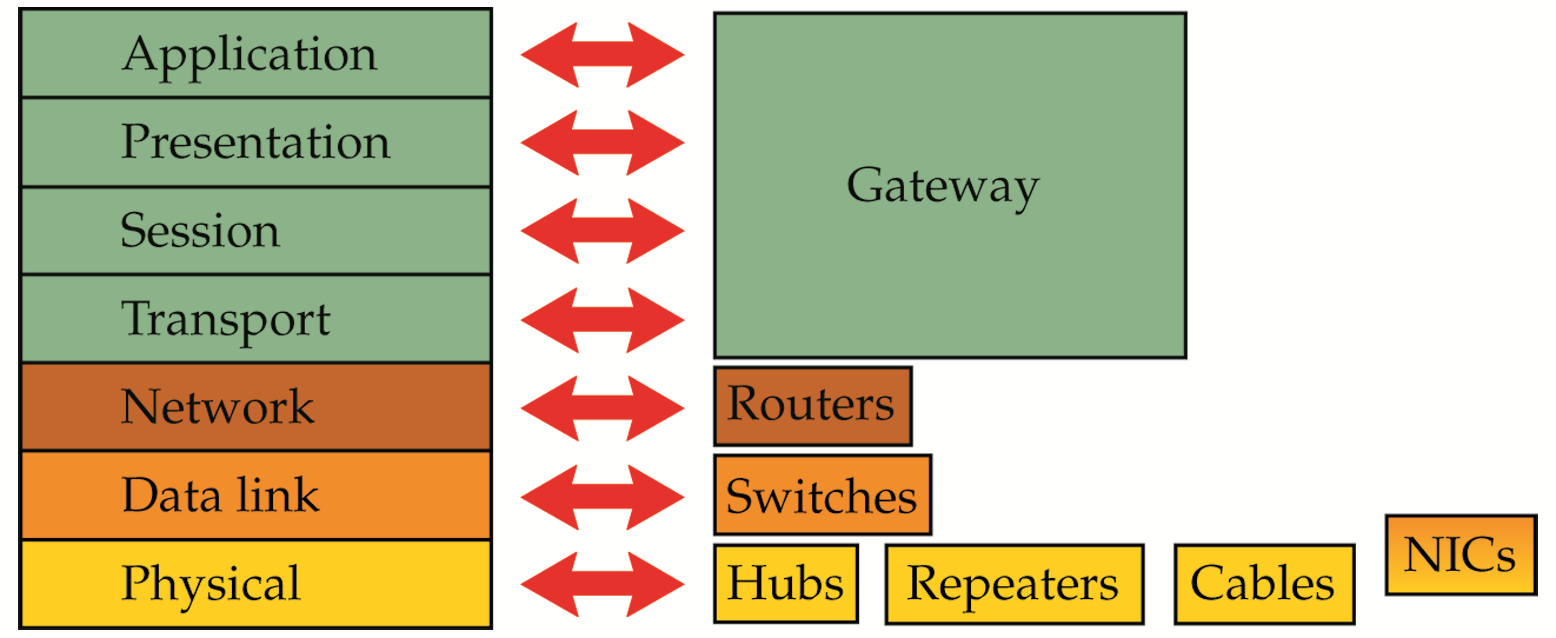 Application
Presentation
Session
Transport
Network
Data link
Physical
Gateway
Routers
Switches
Hubs
Repeaters
Cables
NICs